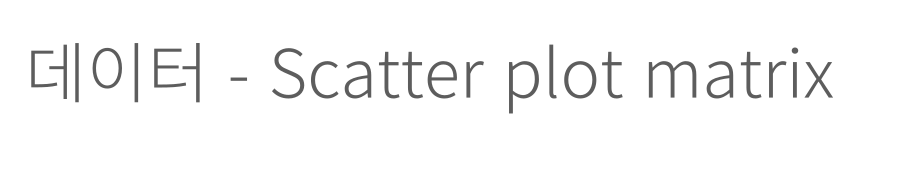 데이터 - Scatter plot matrix